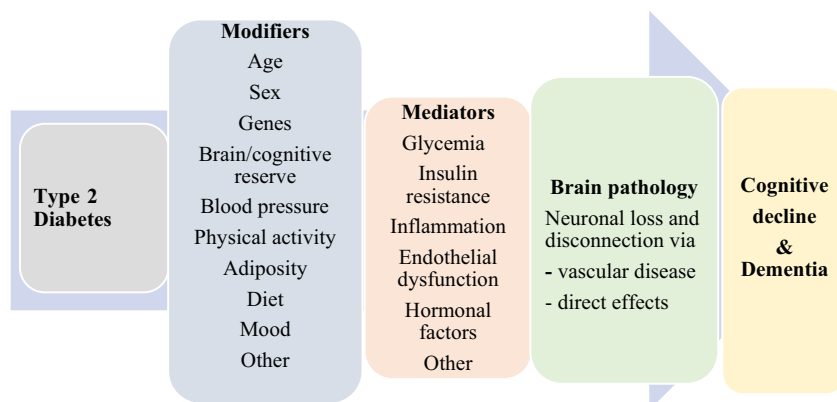 Type 2
Diabetes
Modifiers
Age
Sex
Genes
Brain/cognitive
reserve
Blood pressure
Physical activity
Adiposity
Diet
Mood
Other
Mediators
Glycemia
Insulin
resistance
Inflammation
Endothelial
dysfunction
Hormonal
factors
Other
Brain pathology
Neuronal loss and
disconnection via
- vascular disease
- direct effects
Cognitive
decline
&
Dementia